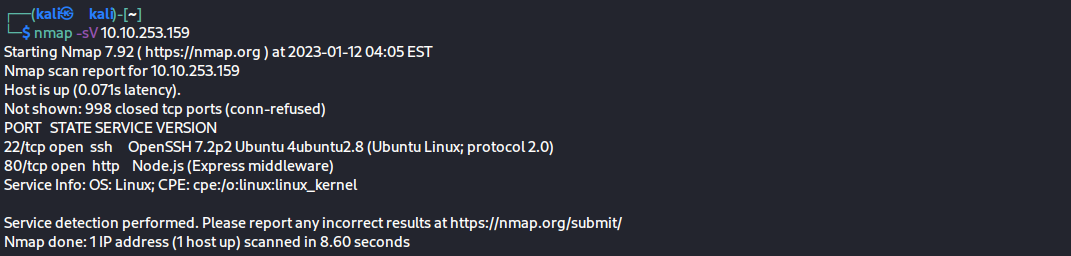 ┌──(kali㉿kali)-[~]
└─$ nmap -sV 10.10.253.159
Starting Nmap 7.92 ( https://nmap.org ) at 2023-01-12 04:05 EST
Nmap scan report for 10.10.253.159
Host is up (0.071s latency).
Not shown: 998 closed tcp ports (conn-refused)
PORT STATE SERVICE VERSION
22/tcp open ssh OpenSSH 7.2p2 Ubuntu 4ubuntu2.8 (Ubuntu Linux; protocol 2.0)
80/tcp open http Node.js (Express middleware)
Service Info: OS: Linux; CPE: cpe:/o:linux:linux_kernel

Service detection performed. Please report any incorrect results at https://nmap.org/submit/
Nmap done: 1 IP address (1 host up) scanned in 8.60 seconds